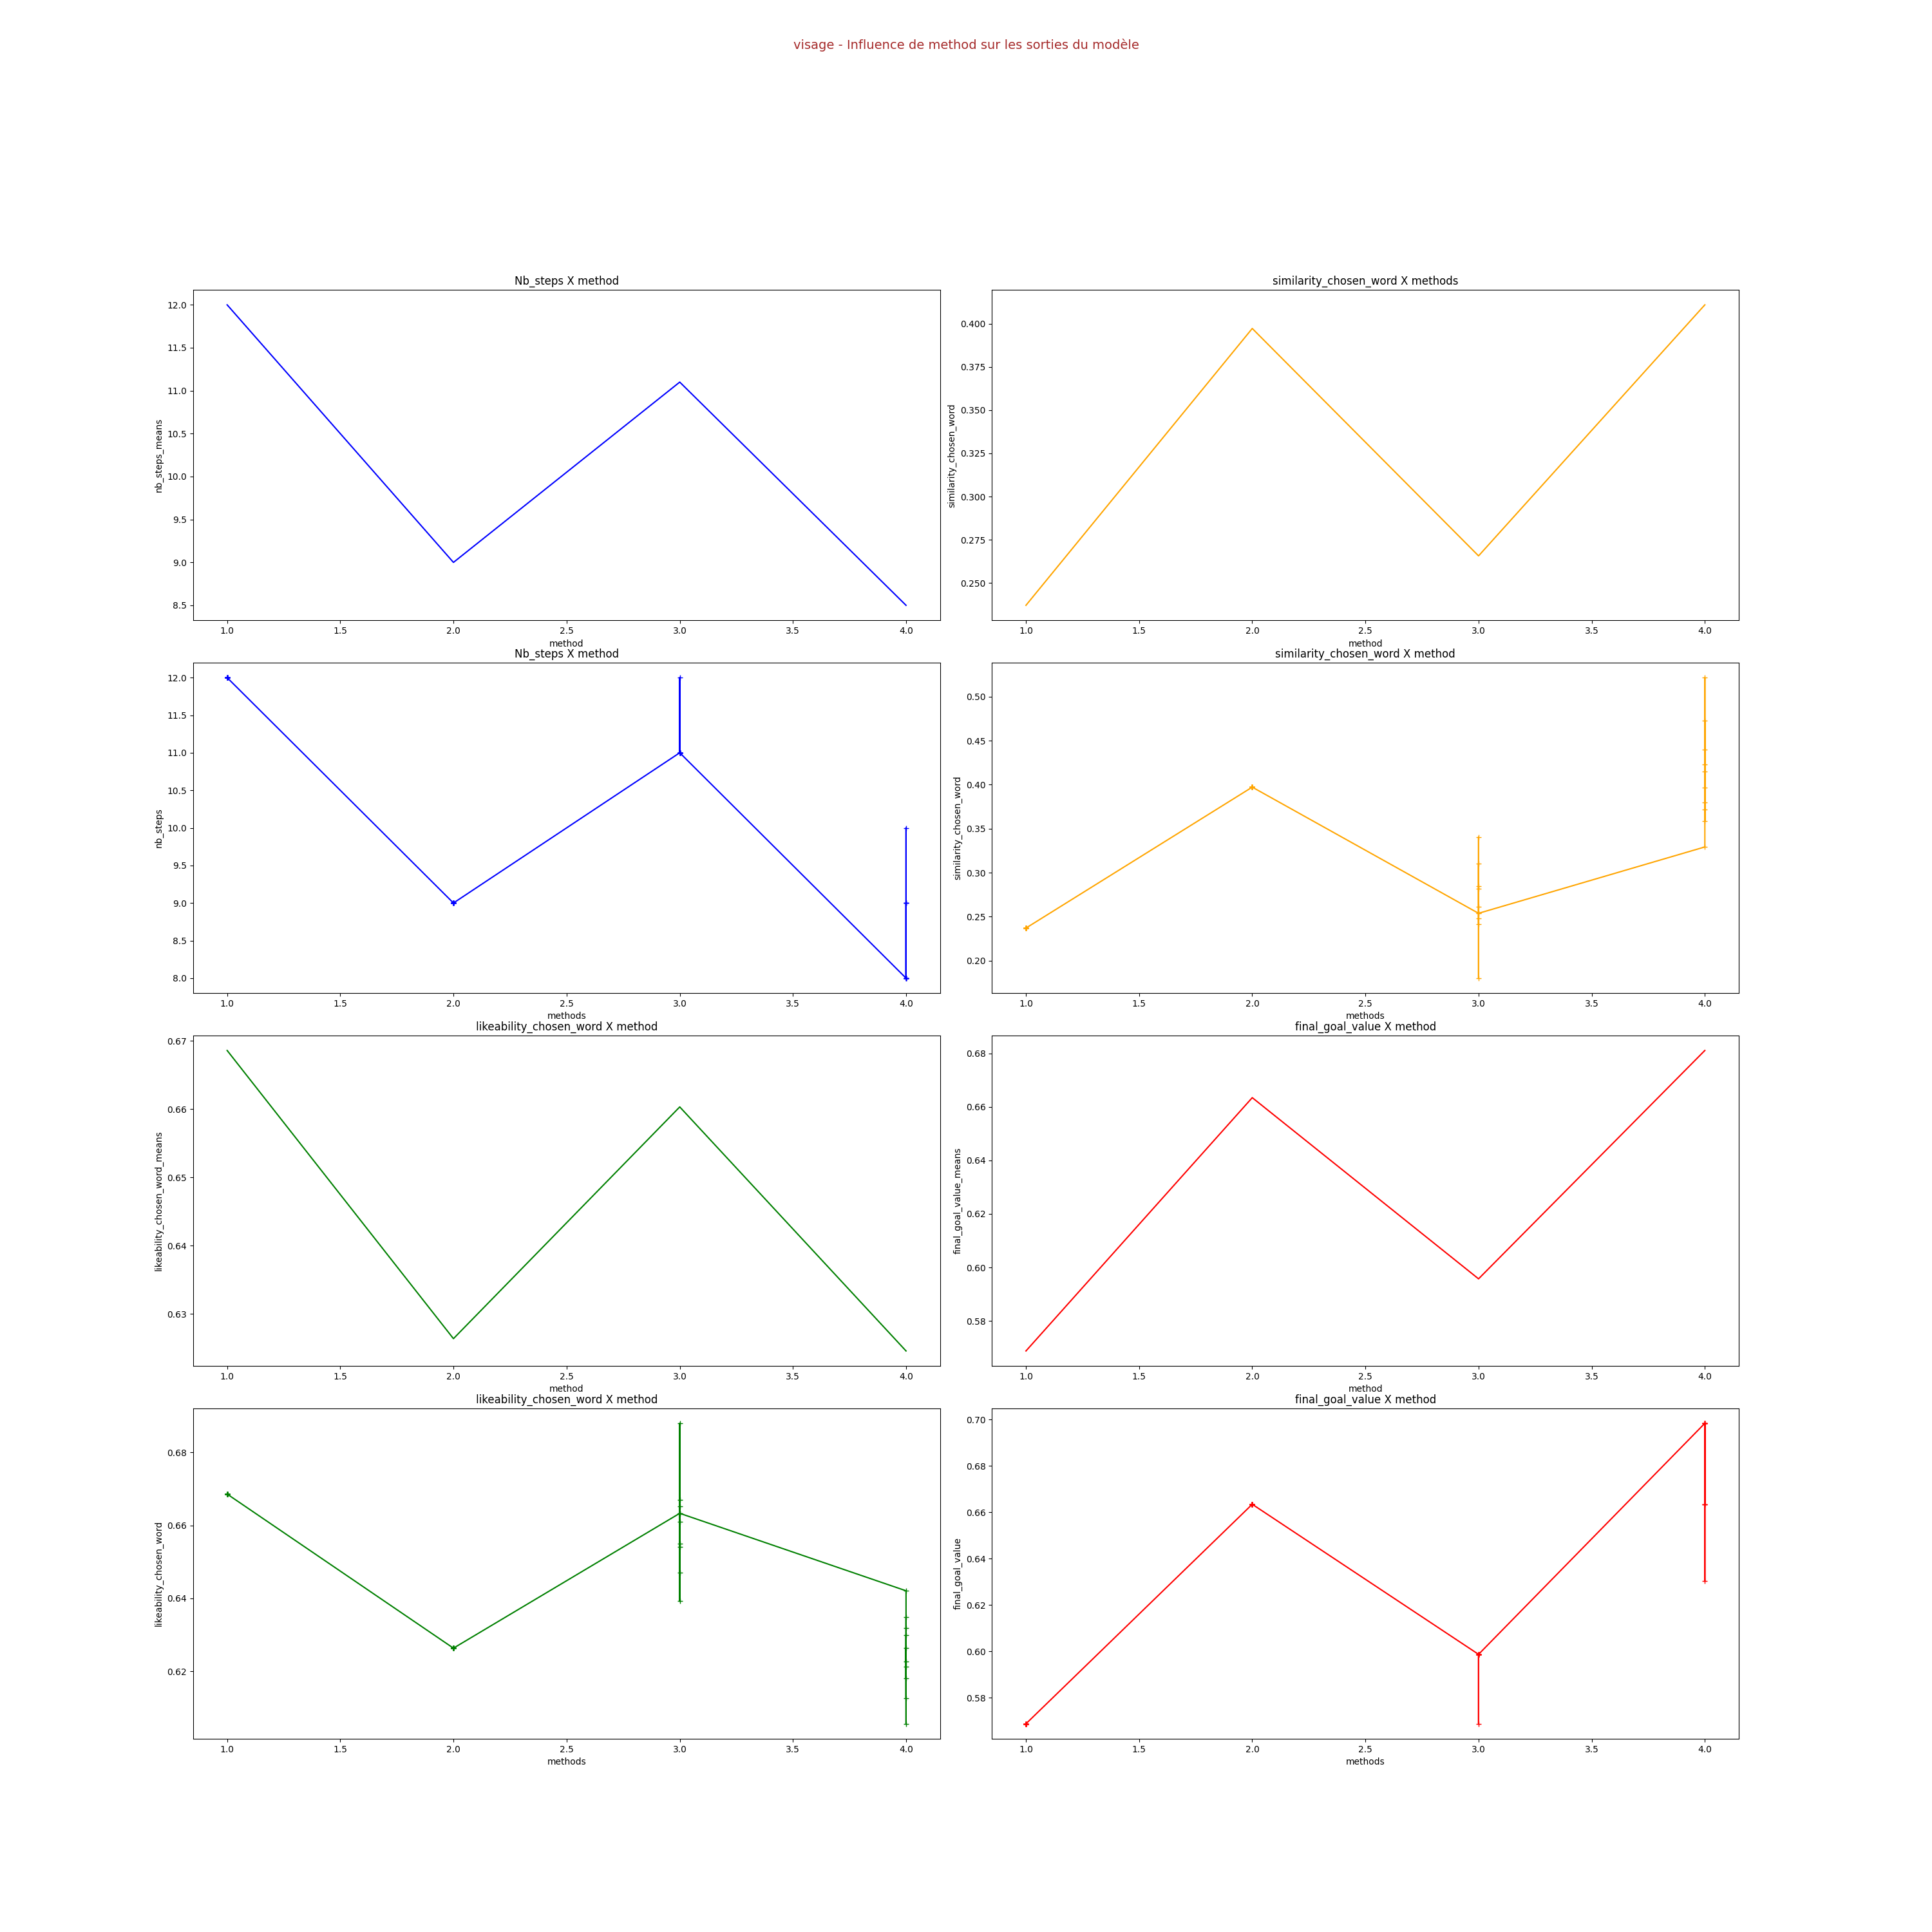 visage - Influence de method sur les sorties du modèle
Nb_steps X method
nb_steps_means
12.0
11.5
11.0
10.5
10.0
9.5
9.0
8.5
1.0 1.5 2.0 2.5 3.0 3.5 4.0
method
similarity_chosen_word X methods
similarity_chosen_word
0.400
0.375
0.350
0.325
0.300
0.275
0.250
1.0 1.5 2.0 2.5 3.0 3.5 4.0
method
Nb_steps X method
nb_steps
12.0
11.5
11.0
10.5
10.0
9.5
9.0
8.5
8.0
1.0 1.5 2.0 2.5 3.0 3.5 4.0
methods
similarity_chosen_word X method
similarity_chosen_word
0.50
0.45
0.40
0.35
0.30
0.25
0.20
1.0 1.5 2.0 2.5 3.0 3.5 4.0
methods
likeability_chosen_word X method
likeability_chosen_word_means
0.67
0.66
0.65
0.64
0.63
1.0 1.5 2.0 2.5 3.0 3.5 4.0
method
final_goal_value X method
final_goal_value_means
0.68
0.66
0.64
0.62
0.60
0.58
1.0 1.5 2.0 2.5 3.0 3.5 4.0
method
likeability_chosen_word X method
likeability_chosen_word
0.68
0.66
0.64
0.62
1.0 1.5 2.0 2.5 3.0 3.5 4.0
methods
final_goal_value X method
final_goal_value
0.70
0.68
0.66
0.64
0.62
0.60
0.58
1.0 1.5 2.0 2.5 3.0 3.5 4.0
methods